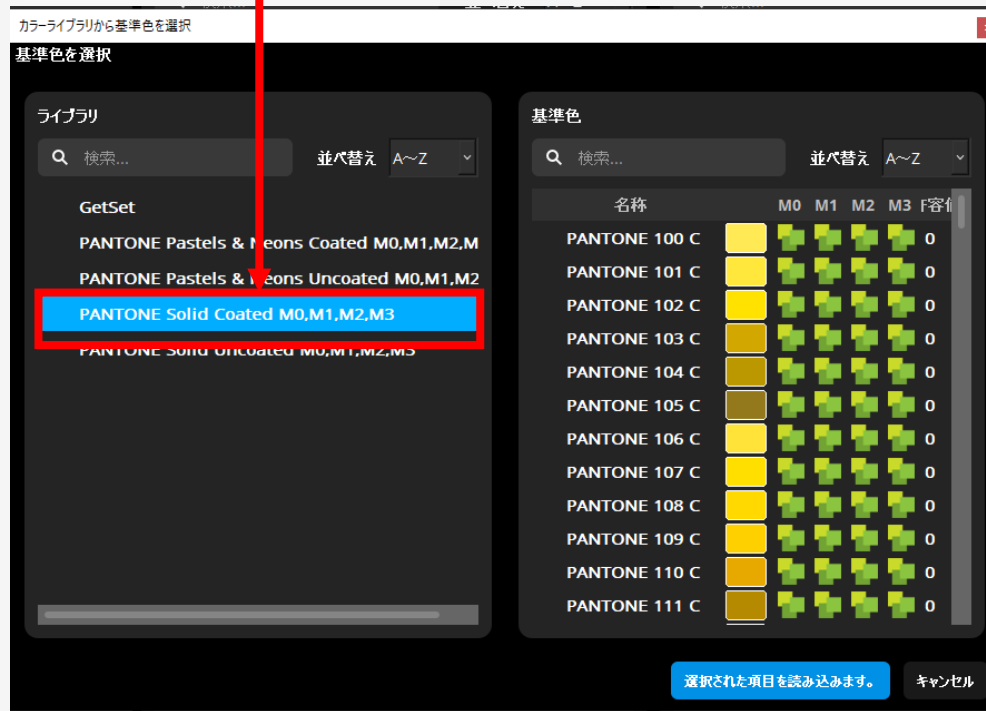 カラーライブラリから基準色を選択
基準色を選択
ライブラリ
検索...
並べ替え A～Z
GetSet
PANTONE Pastels & Neons Coated M0,M1,M2,M
PANTONE Pastels & Neons Uncoated M0,M1,M2
PANTONE Solid Coated M0,M1,M2,M3
PANTONE Solid Uncoated M0,M1,M2,M3
基準色
検索...
並べ替え A～Z
名称 M0 M1 M2 M3 F容
PANTONE 100 C 0
PANTONE 101 C 0
PANTONE 102 C 0
PANTONE 103 C 0
PANTONE 104 C 0
PANTONE 105 C 0
PANTONE 106 C 0
PANTONE 107 C 0
PANTONE 108 C 0
PANTONE 109 C 0
PANTONE 110 C 0
PANTONE 111 C 0
選択された項目を読み込みます。
キャンセル